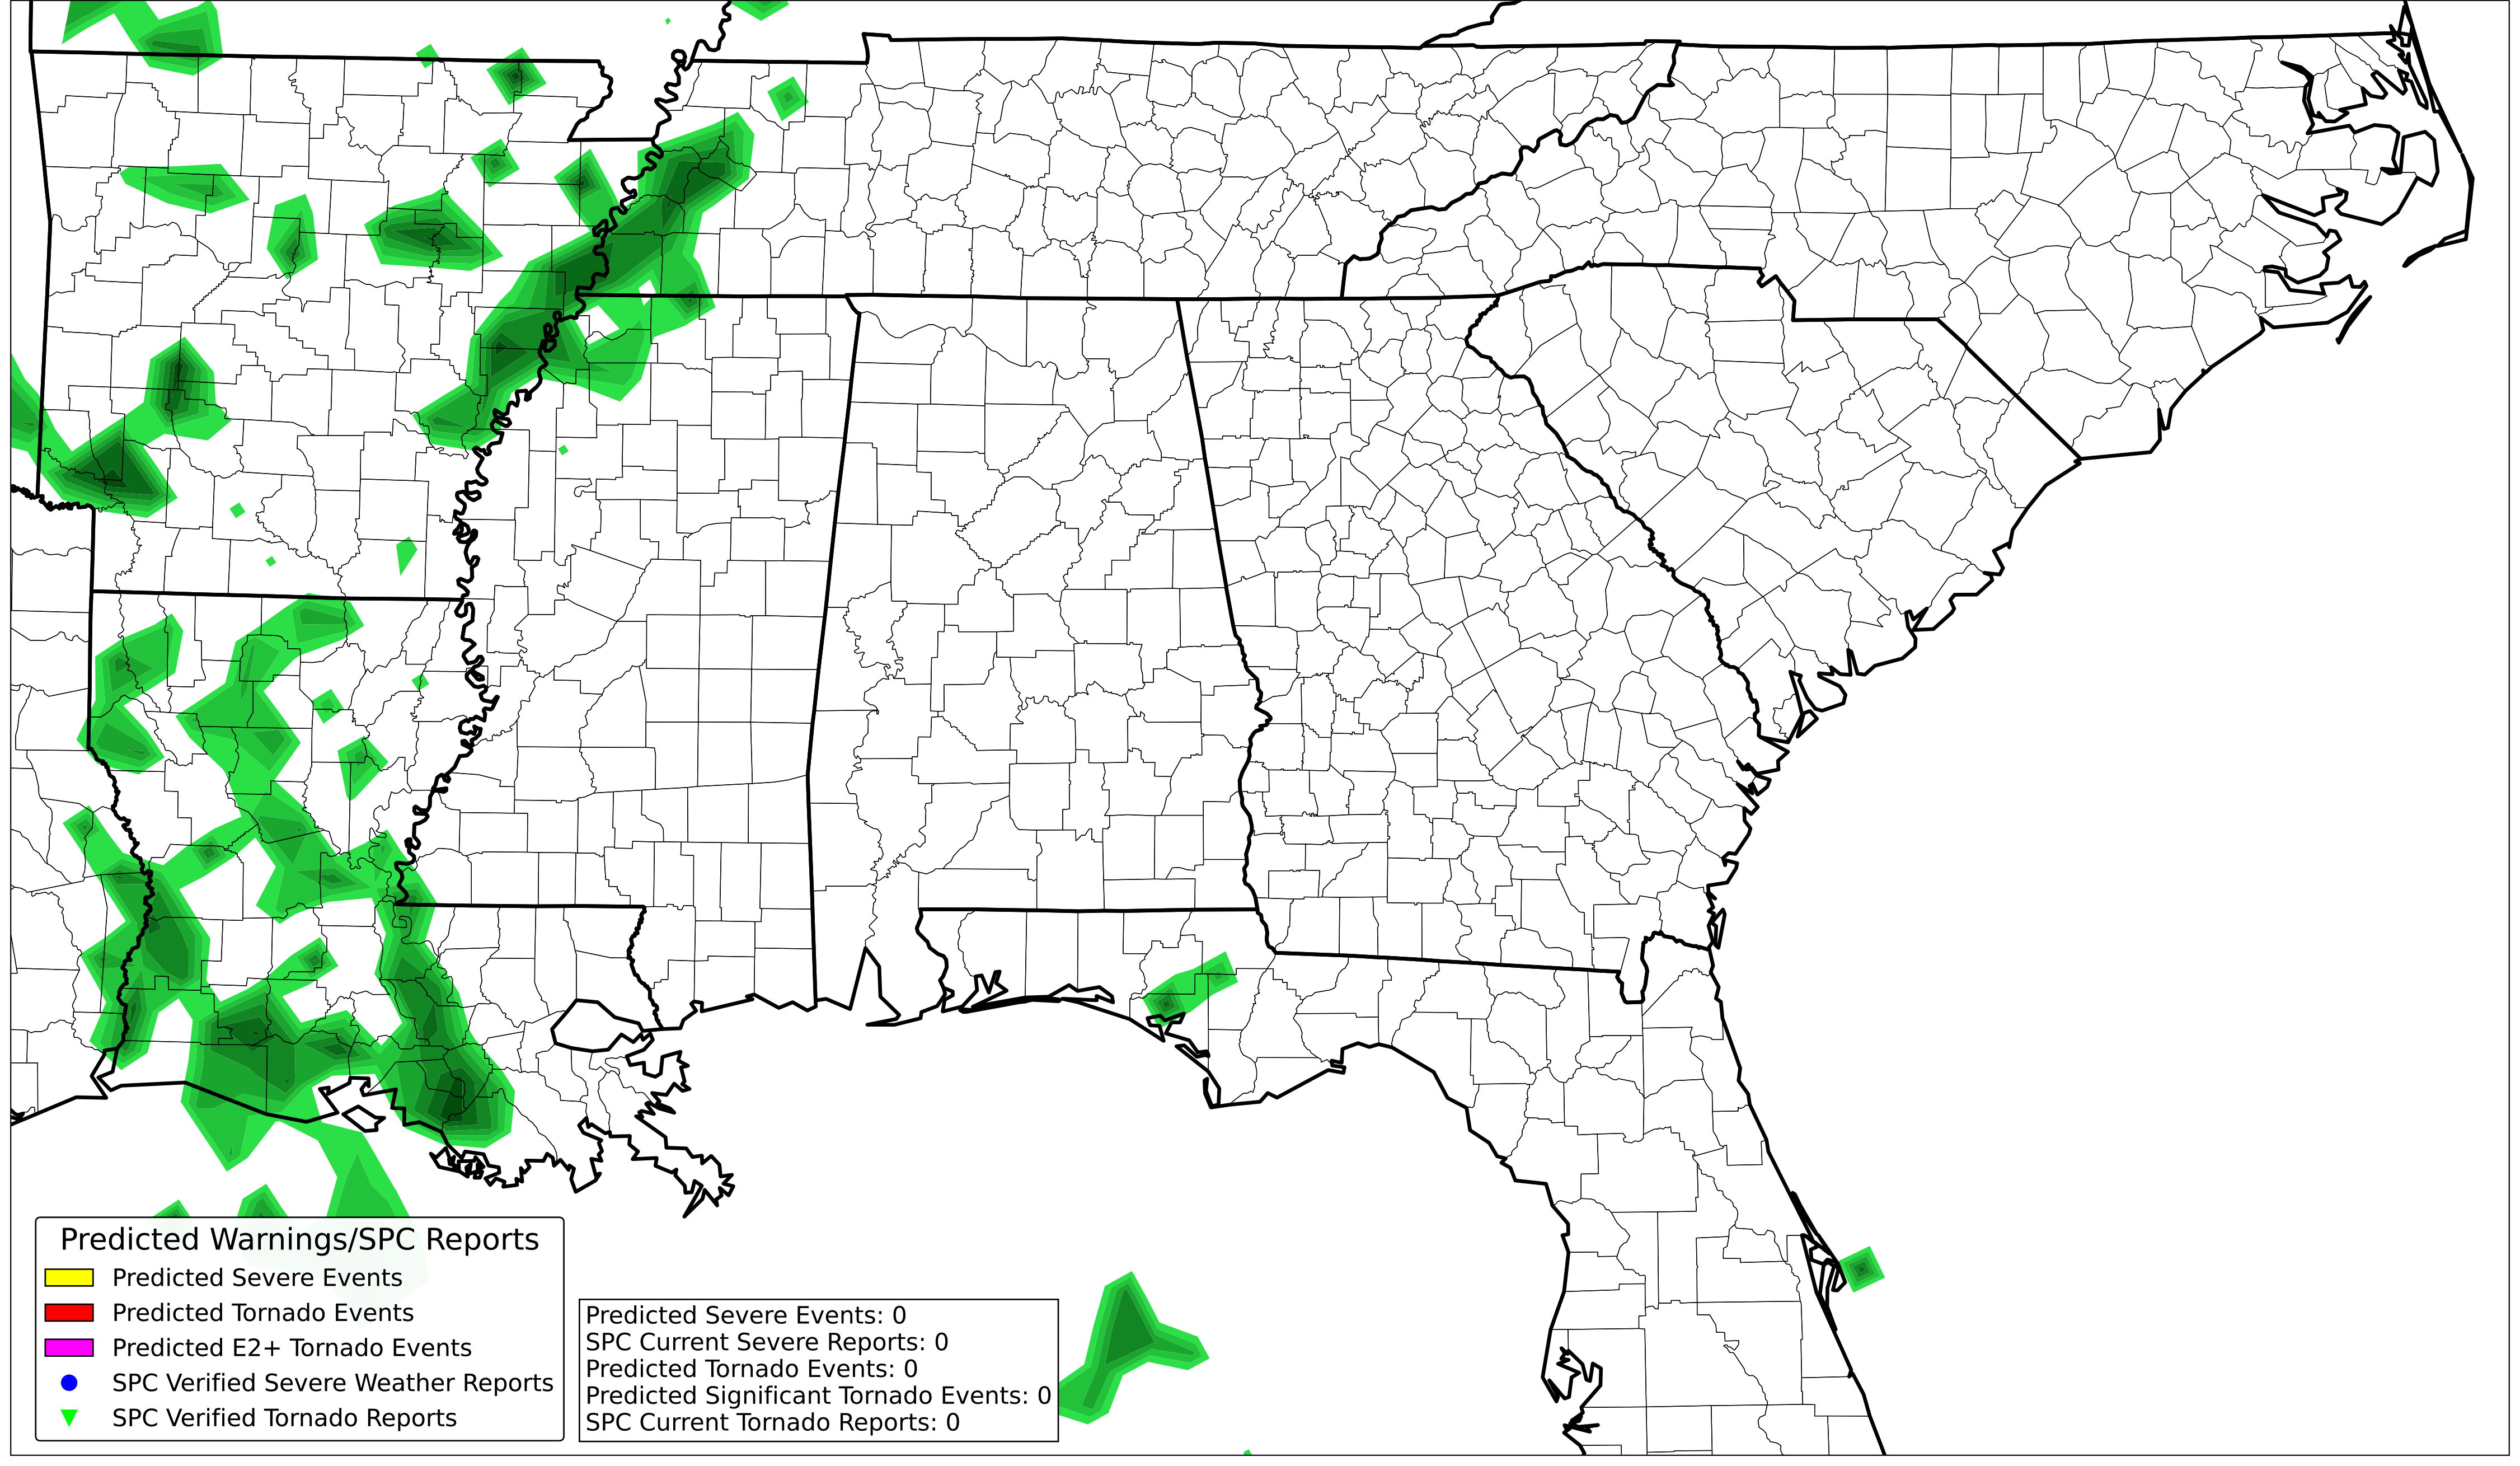 Predicted Warnings/SPC Reports
Predicted Severe Events
Predicted Tornado Events
Predicted E2+ Tornado Events
SPC Verified Severe Weather Reports
SPC Verified Tornado Reports
Predicted Severe Events: 0
SPC Current Severe Reports: 0
Predicted Tornado Events: 0
Predicted Significant Tornado Events: 0
SPC Current Tornado Reports: 0